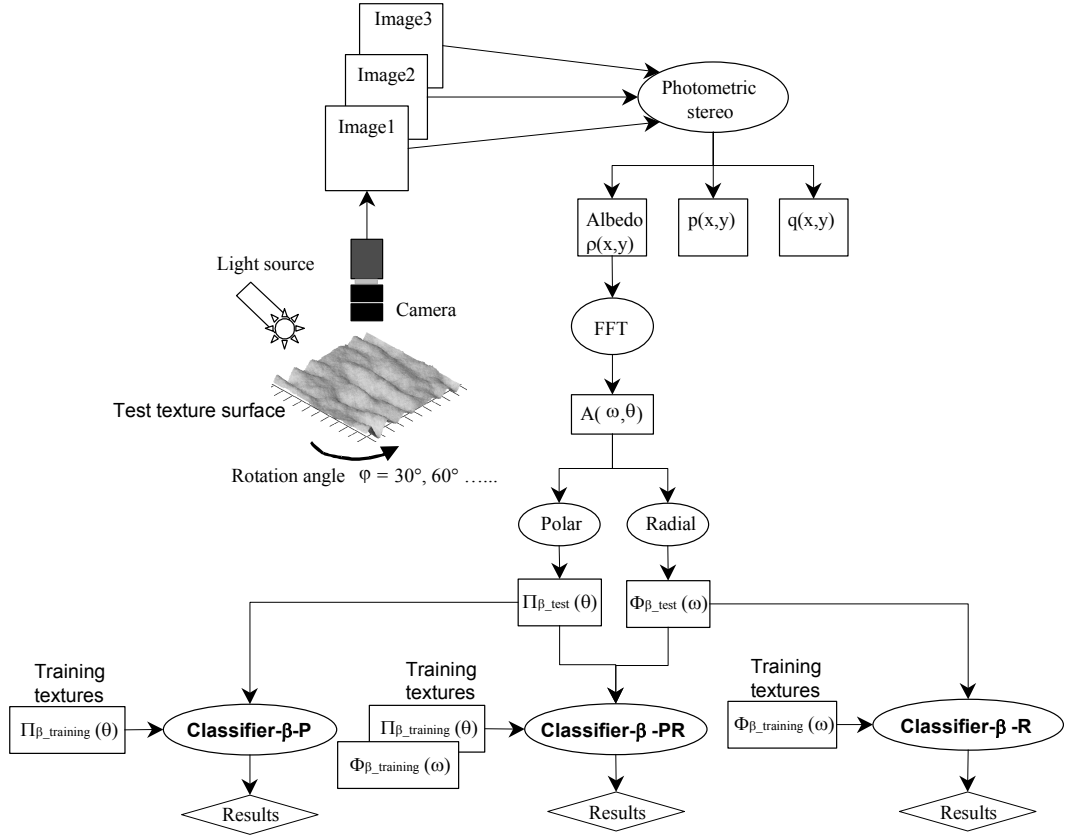 Image3
Image2
Image1
Photometric
stereo
Albedo
ρ(x,y)
p(x,y)
q(x,y)
Light source
Camera
FFT
Test texture surface
A( ω,θ)
Rotation angle φ = 30°, 60° …...
Polar
Radial
Πβ_test (θ)
Φβ_test (ω)
Training
textures
Πβ_training (θ)
Classifier-β-P
Results
Training
textures
Πβ_training (θ)
Φβ_training (ω)
Classifier-β -PR
Results
Training
textures
Φβ_training (ω)
Classifier-β -R
Results